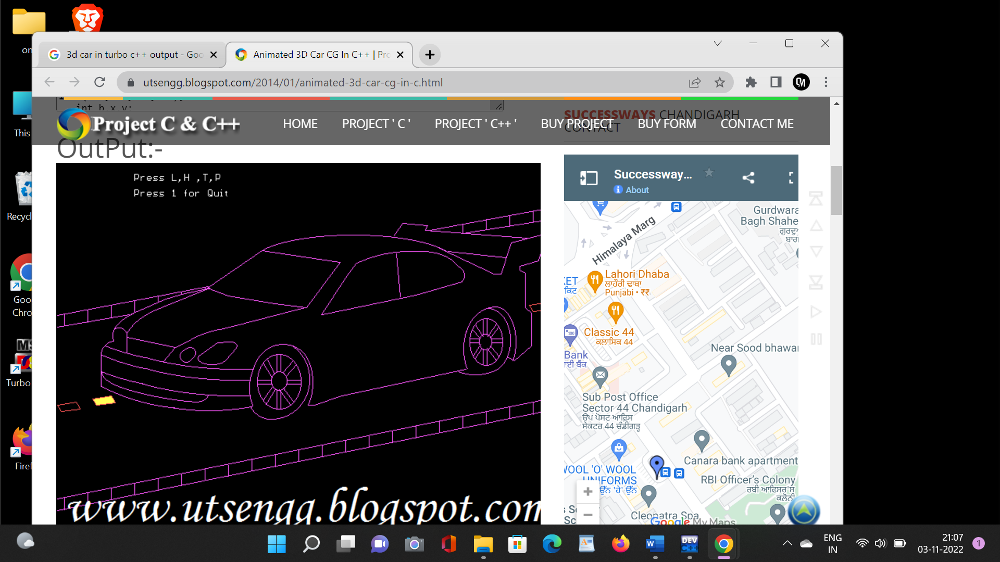 on
This
Recycl
Goo
Chro
Turbo
Firef
3d car in turbo c++ output - Goo
Animated 3D Car CG In C++ | Pro
utsengg.blogspot.com/2014/01/animated-3d-car-cg-in-c.html
int b,x,y;
Project C & C++
HOME
PROJECT ' C '
PROJECT ' C++ '
BUY PROJECT
BUY FORM
CONTACT ME
SUCCESSWAYS CHANDIGARH
CONTACT
OutPut:-
Press L,H ,T,P
Press 1 for Quit
www.utsengg.blogspot.com
Successway...
About
Himalaya Marg
Gurdwara
Bagh Shahe
ਗੁਰਦੁਆ
ਬਾਗ
KET
ਕਿਟ
Lahori Dhaba
ਲਾਹੌਰੀ ਢਾਬਾ
Punjabi • ₹₹
Classic 44
ਕਲਾਸਿਕ 44
Bank
ਆਈ ਬੈਂਕ
Near Sood bhawan
Sub Post Office
Sector 44 Chandigarh
ਉਪ ਪੋਸਟ ਆਫ਼ਿਸ
ਸੇਕਟਰ 44 ਚੰਡੀਗੜ੍ਹ
Canara bank apartment
WOOL 'O' WOOL
UNIFORMS
ਉੱਨ 'ਹੇ' ਉੱਨ
RBI Officer's Colony
ਰਬੀ ਆਫਿਸਰ'ਸ
ਕਲੋਨੀ
Cleopatra Spa
Google My Maps
ENG
IN
21:07
03-11-2022
1